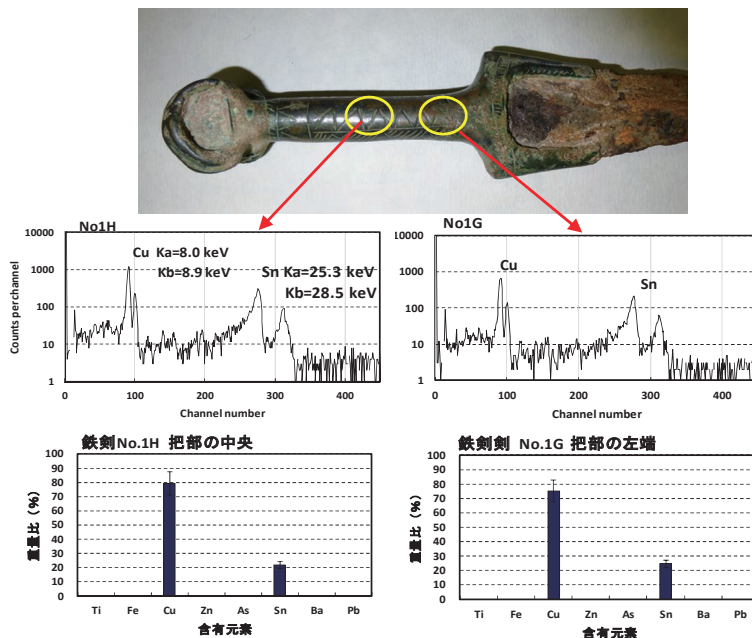 No1H
Cu Ka=8.0 keV
Kb=8.9 keV
Sn Ka=25.3 keV
Kb=28.5 keV
10000
1000
100
10
1
Counts perchannel
0 100 200 300 400
Channel number
No1G
Cu
Sn
10000
1000
100
10
1
0 100 200 300 400
Channel number
鉄剣No.1H 把部の中央
100
90
80
70
60
50
40
30
20
10
0
重量比(%)
Ti Fe Cu Zn As Sn Ba Pb
含有元素
鉄剣剣 No.1G 把部の左端
100
90
80
70
60
50
40
30
20
10
0
重量比(%)
Ti Fe Cu Zn As Sn Ba Pb
含有元素